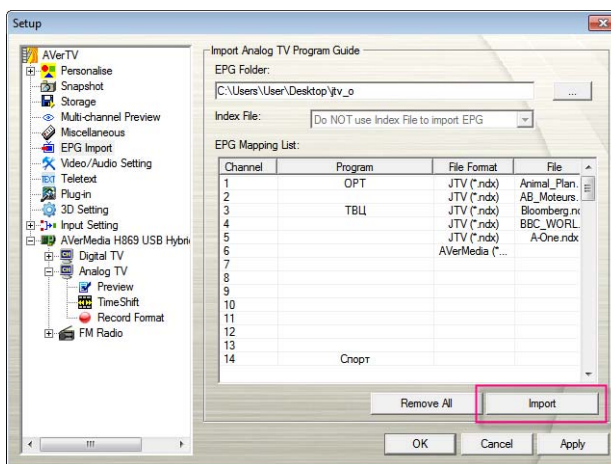 Setup
AVerTV
Personalise
Snapshot
Storage
Multi-channel Preview
Miscellaneous
EPG Import
Video/Audio Setting
TEXT Teletext
Plug-in
3D Setting
Input Setting
AVerMedia H869 USB Hybri
Digital TV
Analog TV
Preview
TimeShift
Record Format
FM Radio
Import Analog TV Program Guide
EPG Folder:
C:\Users\User\Desktop\jtv_o
...
Index File: Do NOT use Index File to import EPG
EPG Mapping List:
Channel Program File Format File
1 ОРТ JTV (*.ndx) Animal_Plan.
2 JTV (*.ndx) AB_Moteurs.
3 ТВЦ JTV (*.ndx) Bloomberg.nd
4 JTV (*.ndx) BBC_WORL.
5 JTV (*.ndx) A-One.ndx
6 AVerMedia (*...
7
8
9
10
11
12
13
14 Спорт
Remove All Import
OK Cancel Apply